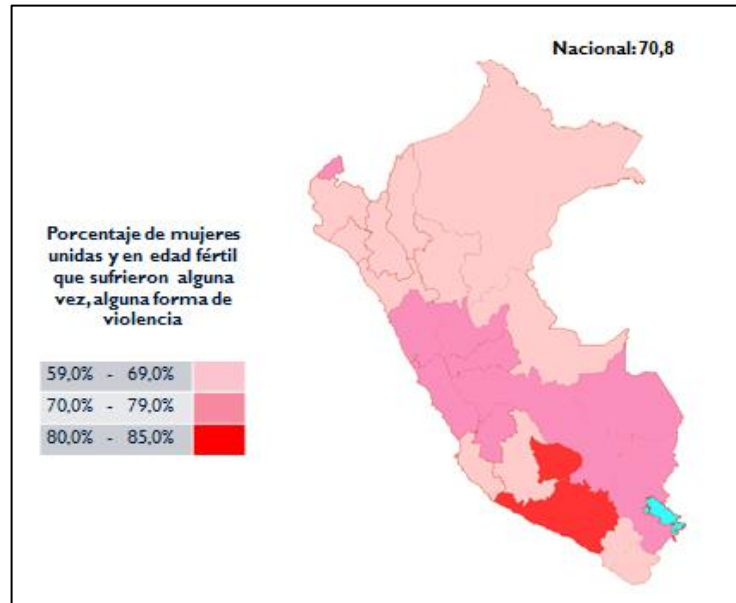 Nacional: 70,8
Porcentaje de mujeres
unidas y en edad fértil
que sufrieron alguna
vez, alguna forma de
violencia
59,0% - 69,0%
70,0% - 79,0%
80,0% - 85,0%